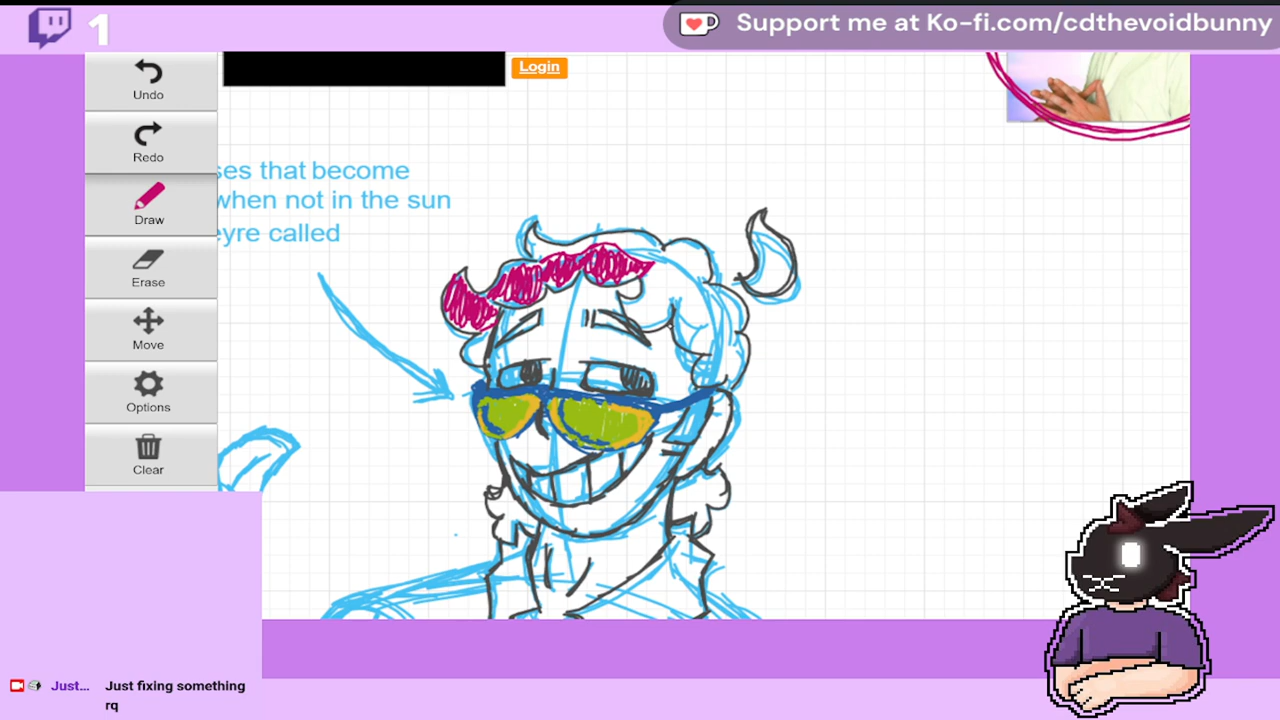 1
Support me at Ko-fi.com/cdthevoidbunny
Undo
Login
Redo
ses that become
Draw
when not in the sun
eyre called
Erase
Move
Options
Clear
Just... Just fixing something
rq